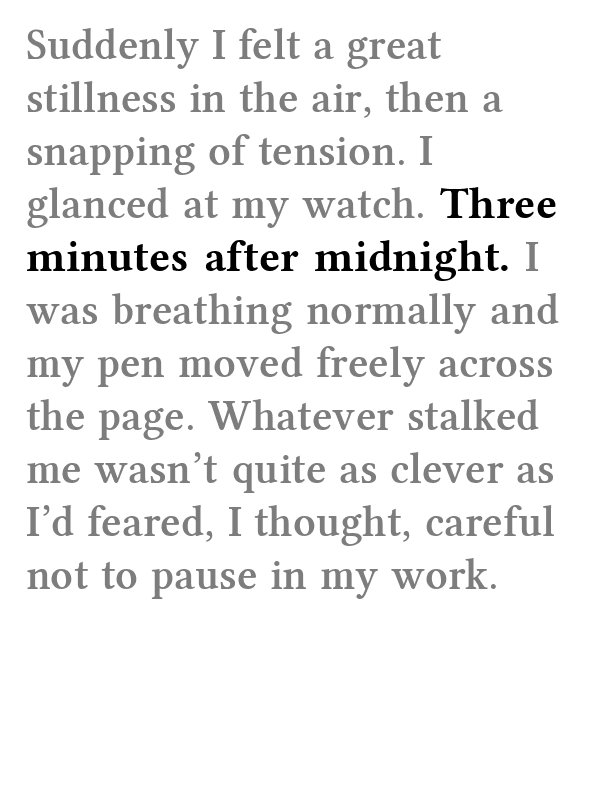 Suddenly I felt a great
stillness in the air, then a
snapping of tension. I
glanced at my watch. Three
minutes after midnight. I
was breathing normally and
my pen moved freely across
the page. Whatever stalked
me wasn’t quite as clever as
I’d feared, I thought, careful
not to pause in my work.